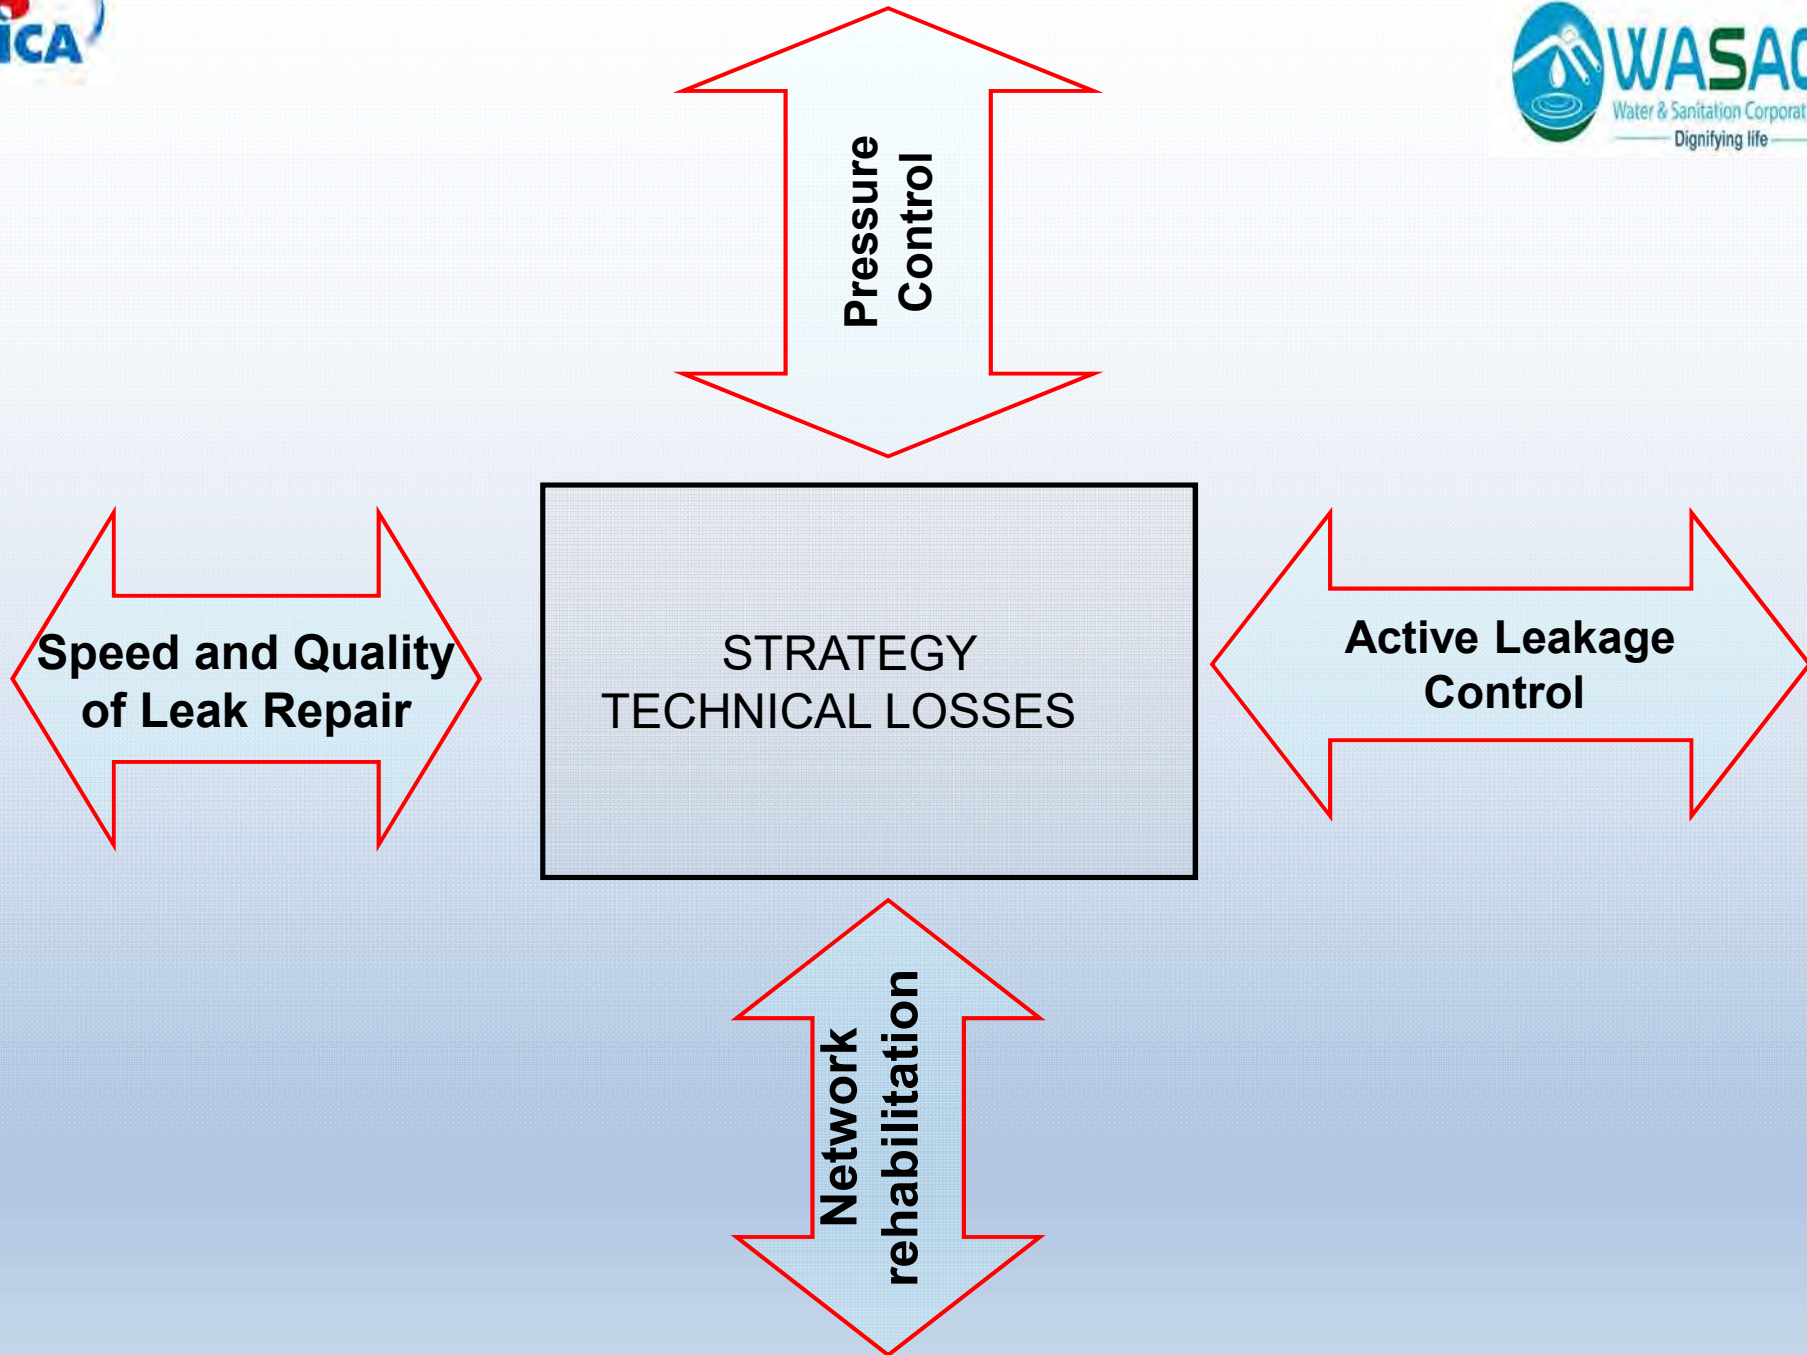 WASAC
Water & Sanitation Corporat
Dignifying life
Pressure
Control
Speed and Quality
of Leak Repair
STRATEGY
TECHNICAL LOSSES
Active Leakage
Control
Network
rehabilitation